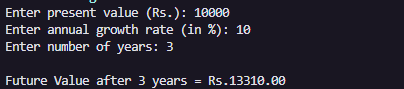 Enter present value (Rs.): 10000
Enter annual growth rate (in %): 10
Enter number of years: 3
Future Value after 3 years = Rs.13310.00